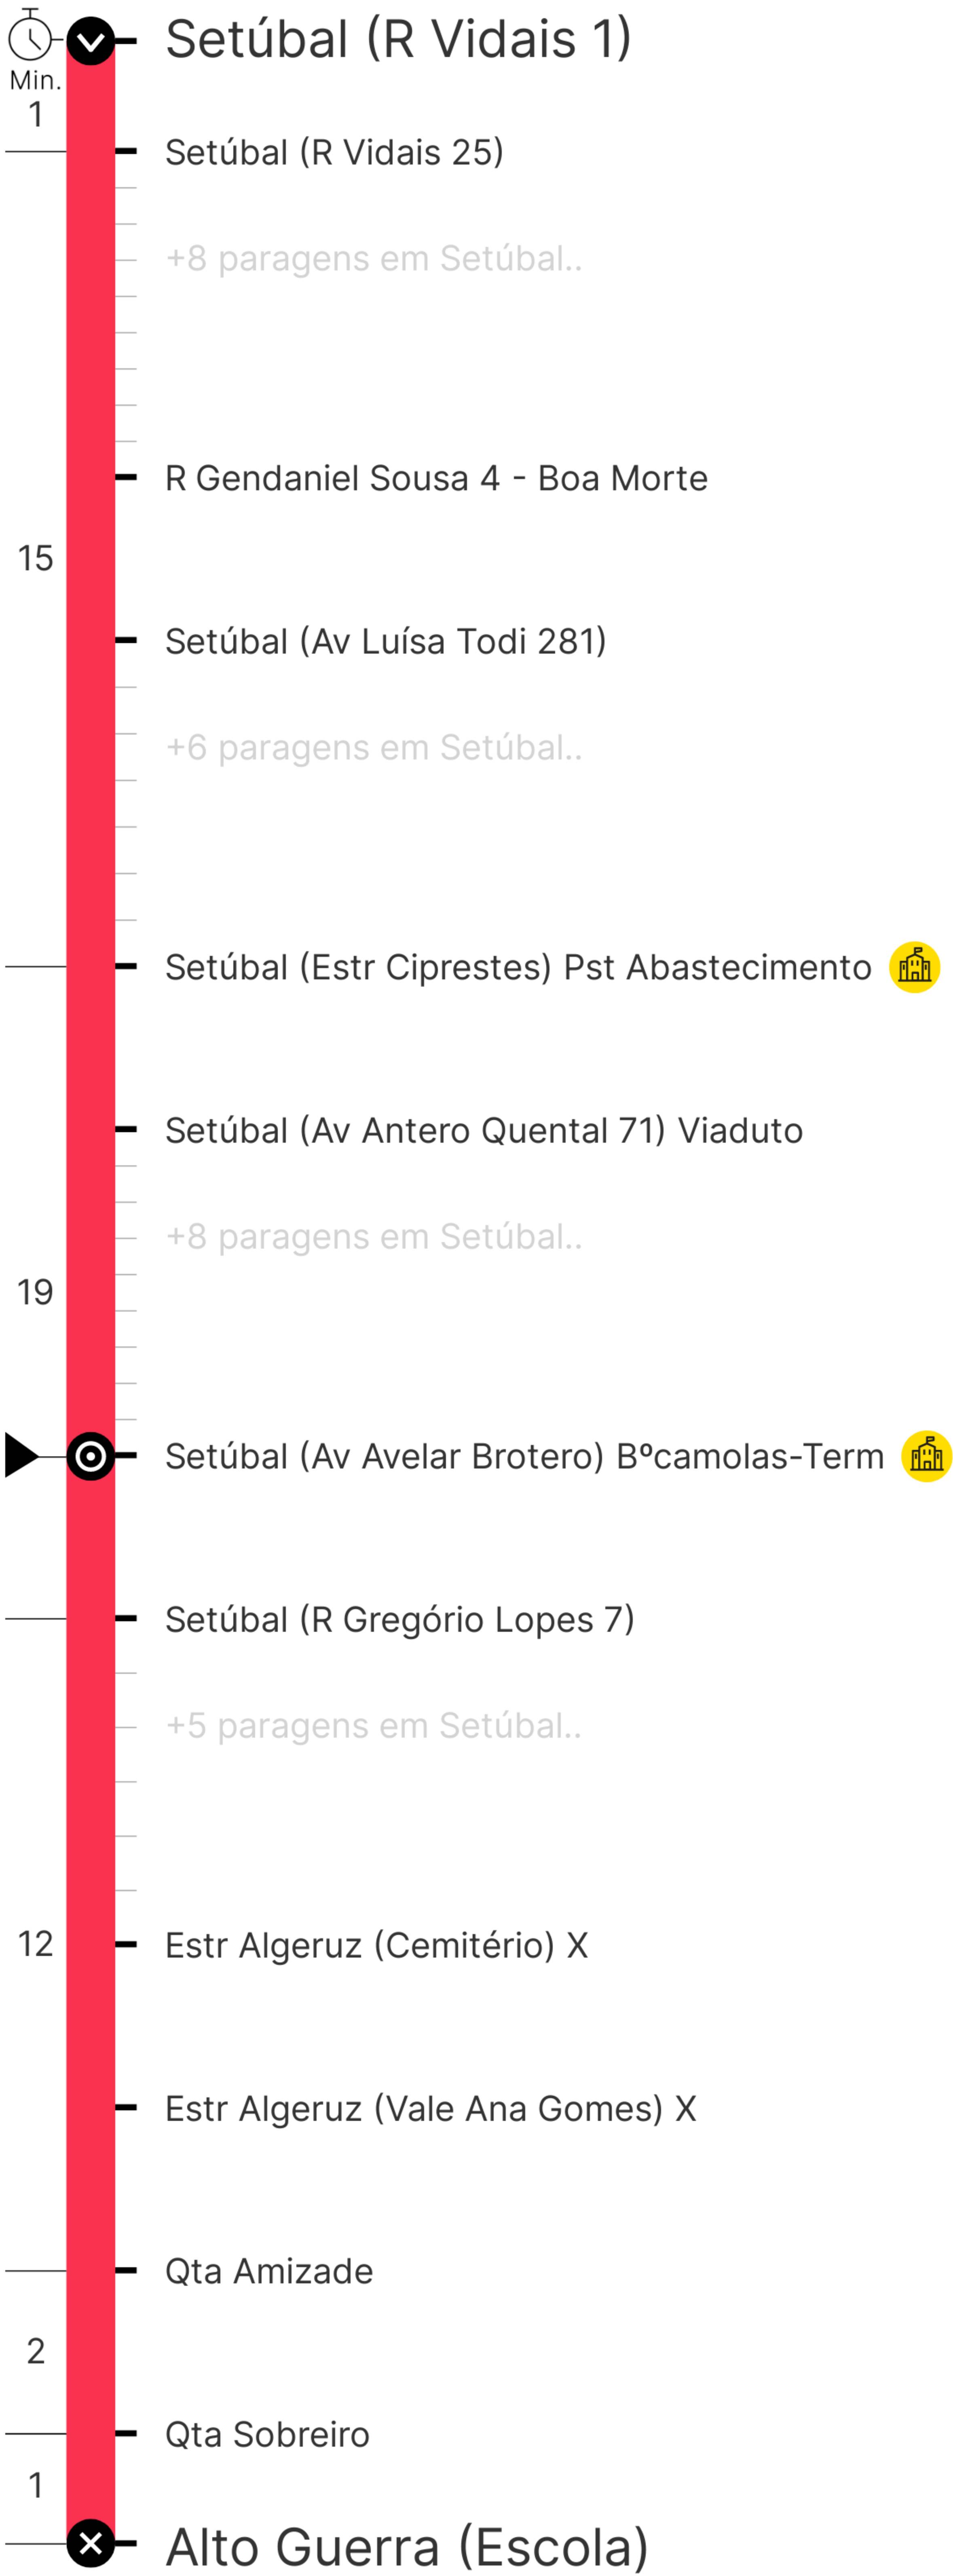 Setúbal (R Vidais 1)
Min.
1
Setúbal (R Vidais 25)
+8 paragens em Setúbal..
R Gendaniel Sousa 4 - Boa Morte
15
Setúbal (Av Luísa Todi 281)
+6 paragens em Setúbal..
Setúbal (Estr Ciprestes) Pst Abastecimento
Setúbal (Av Antero Quental 71) Viaduto
+8 paragens em Setúbal..
19
Setúbal (Av Avelar Brotero) Bºcamolas-Term
Setúbal (R Gregório Lopes 7)
+5 paragens em Setúbal..
12
Estr Algeruz (Cemitério) X
Estr Algeruz (Vale Ana Gomes) X
Qta Amizade
2
Qta Sobreiro
1
Alto Guerra (Escola)